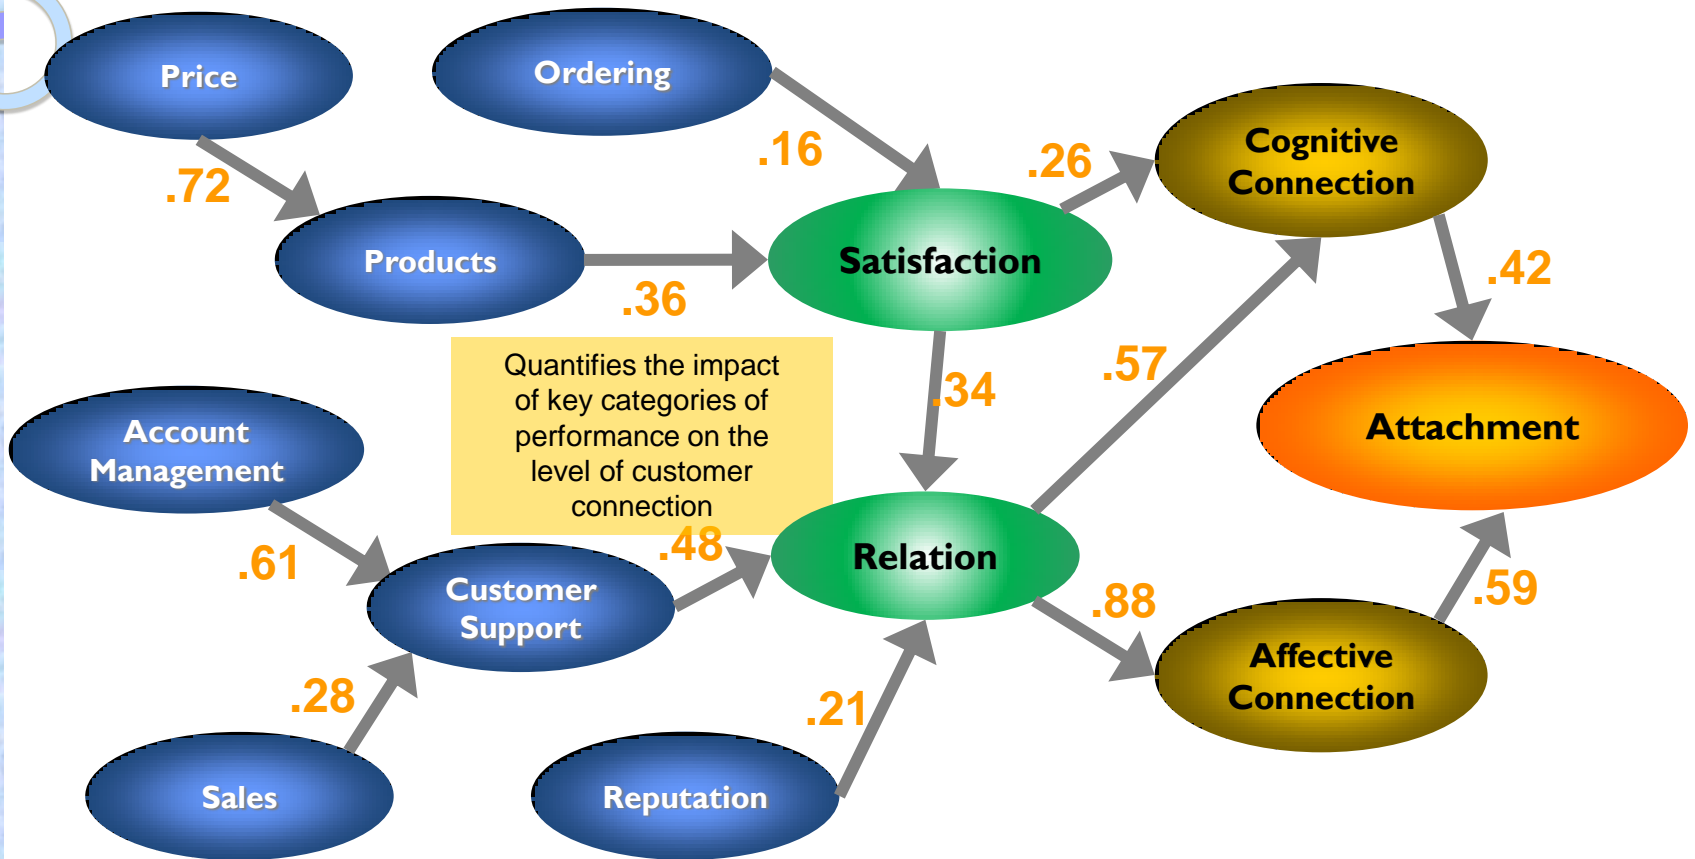 Price
Ordering
.16
.26
Cognitive
Connection
.72
Products
.36
Satisfaction
.42
Quantifies the impact
of key categories of
performance on the
level of customer
connection
.34
.57
Attachment
Account
Management
.61
Customer
Support
.48
Relation
.88
.59
Affective
Connection
.28
.21
Sales
Reputation